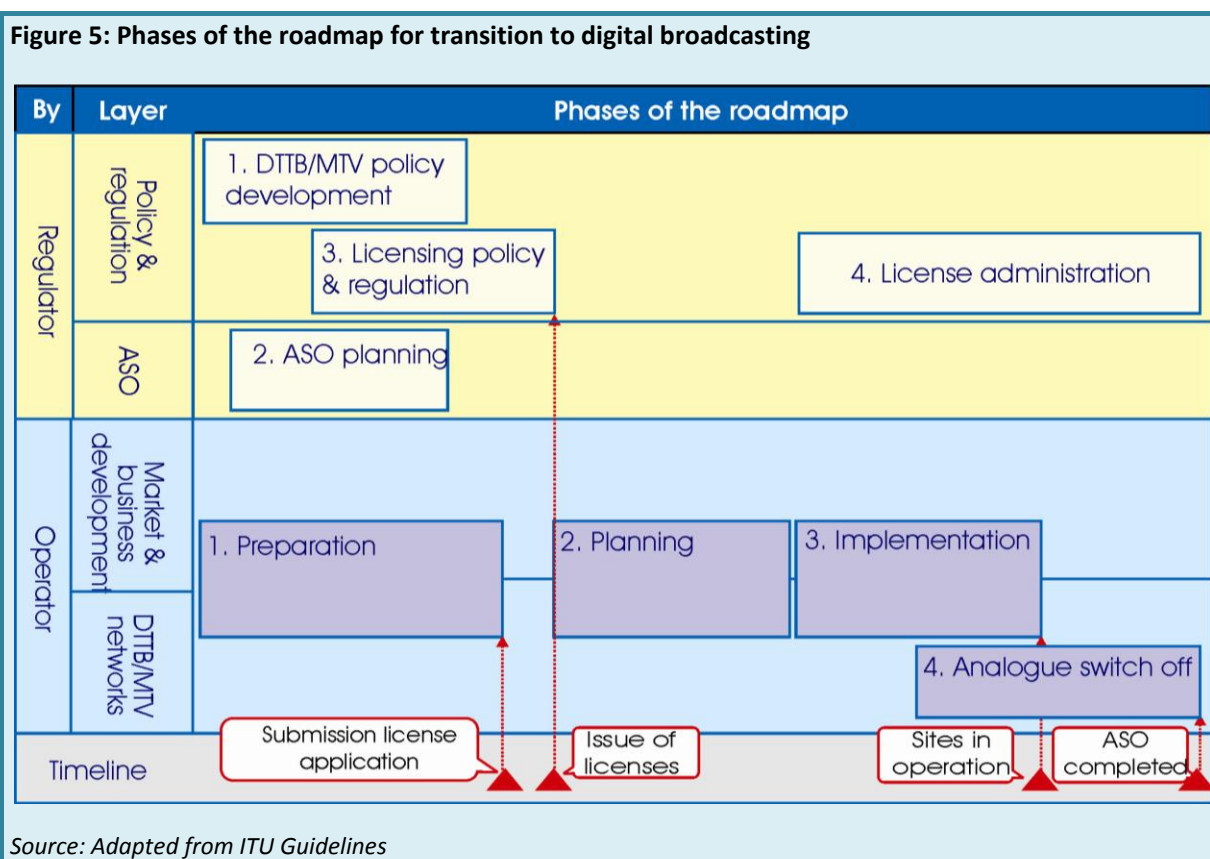 Figure 5: Phases of the roadmap for transition to digital broadcasting
By
Layer
Phases of the roadmap
Regulator
Policy &
regulation
1. DTTB/MTV policy
development
3. Licensing policy
& regulation
4. License administration
ASO
2. ASO planning
Operator
Market &
business
development
1. Preparation
2. Planning
3. Implementation
DTTB/MTV
networks
4. Analogue switch off
Timeline
Submission license
application
Issue of
licenses
Sites in
operation
ASO
completed
Source: Adapted from ITU Guidelines